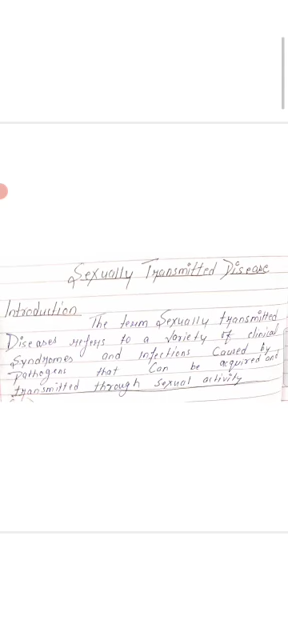 Sexually Transmitted Disease
Introduction
The term Sexually transmitted
Diseases refers to a variety of clinical
Syndromes and infections Caused by
Pathogens that Can be acquired and
transmitted through sexual activity